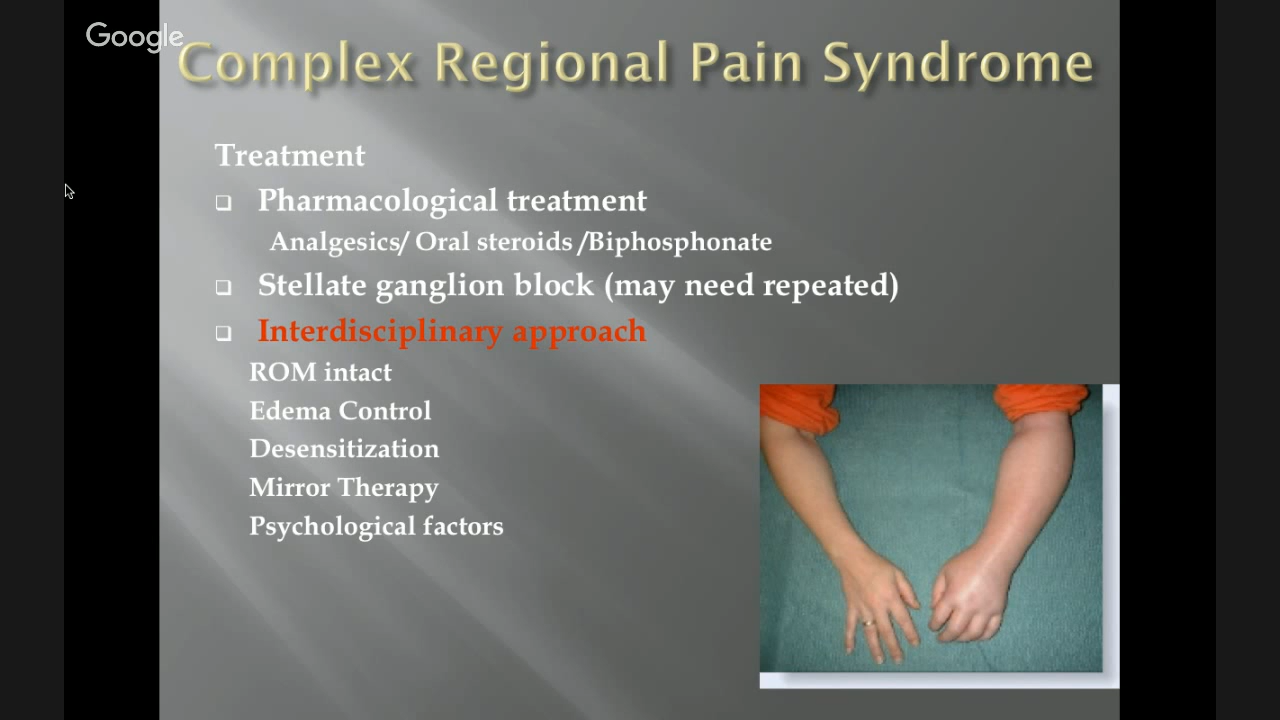 Google
Complex Regional Pain Syndrome
Treatment
Pharmacological treatment
Analgesics/ Oral steroids /Biphosphonate
Stellate ganglion block (may need repeated)
Interdisciplinary approach
ROM intact
Edema Control
Desensitization
Mirror Therapy
Psychological factors